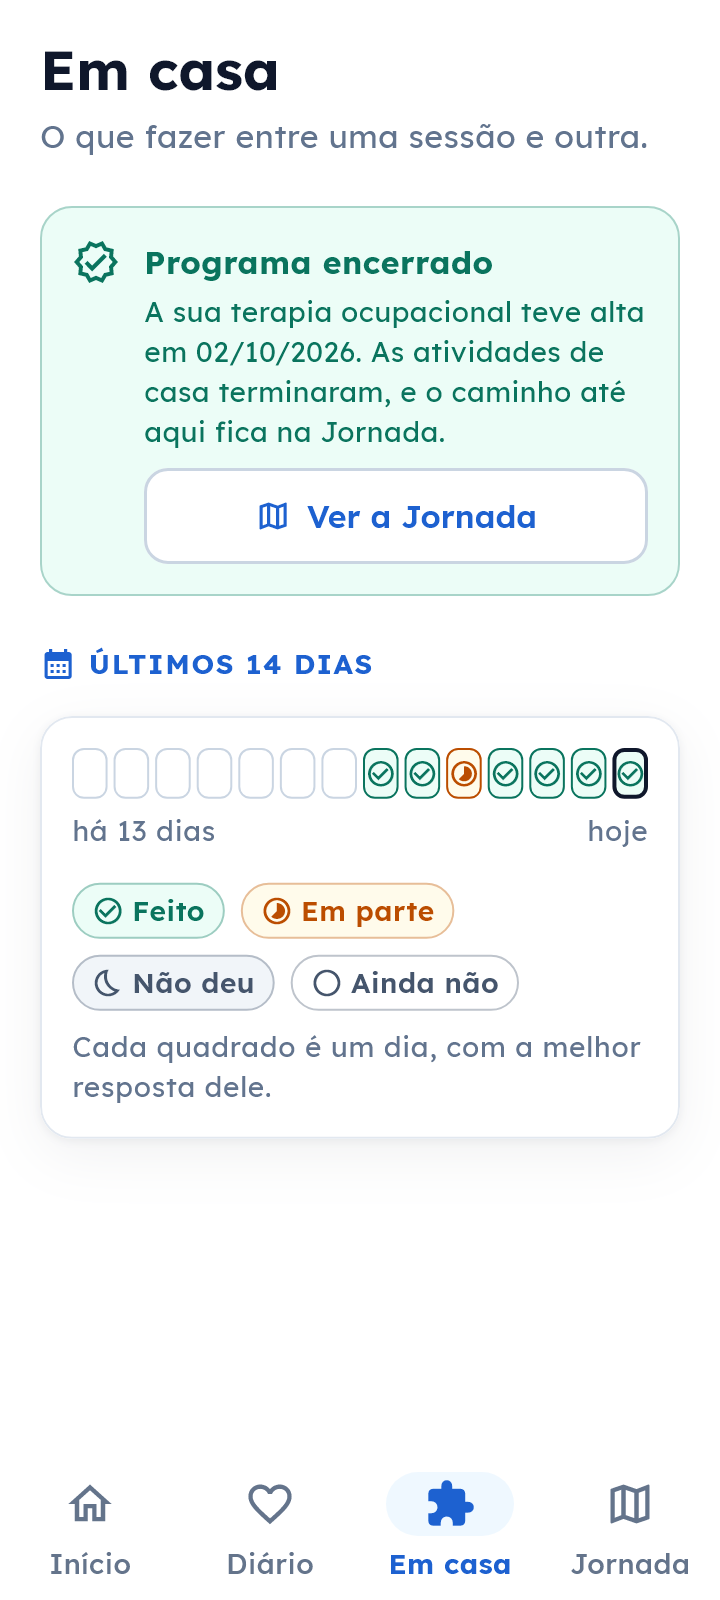 Em casa
O que fazer entre uma sessão e outra.
Programa encerrado
A sua terapia ocupacional teve alta
em 02/10/2026. As atividades de
casa terminaram, e o caminho até
aqui fica na Jornada.
Ver a Jornada
ÚLTIMOS 14 DIAS
há 13 dias hoje
Feito Em parte
Não deu Ainda não
Cada quadrado é um dia, com a melhor
resposta dele.
Início Diário Em casa Jornada